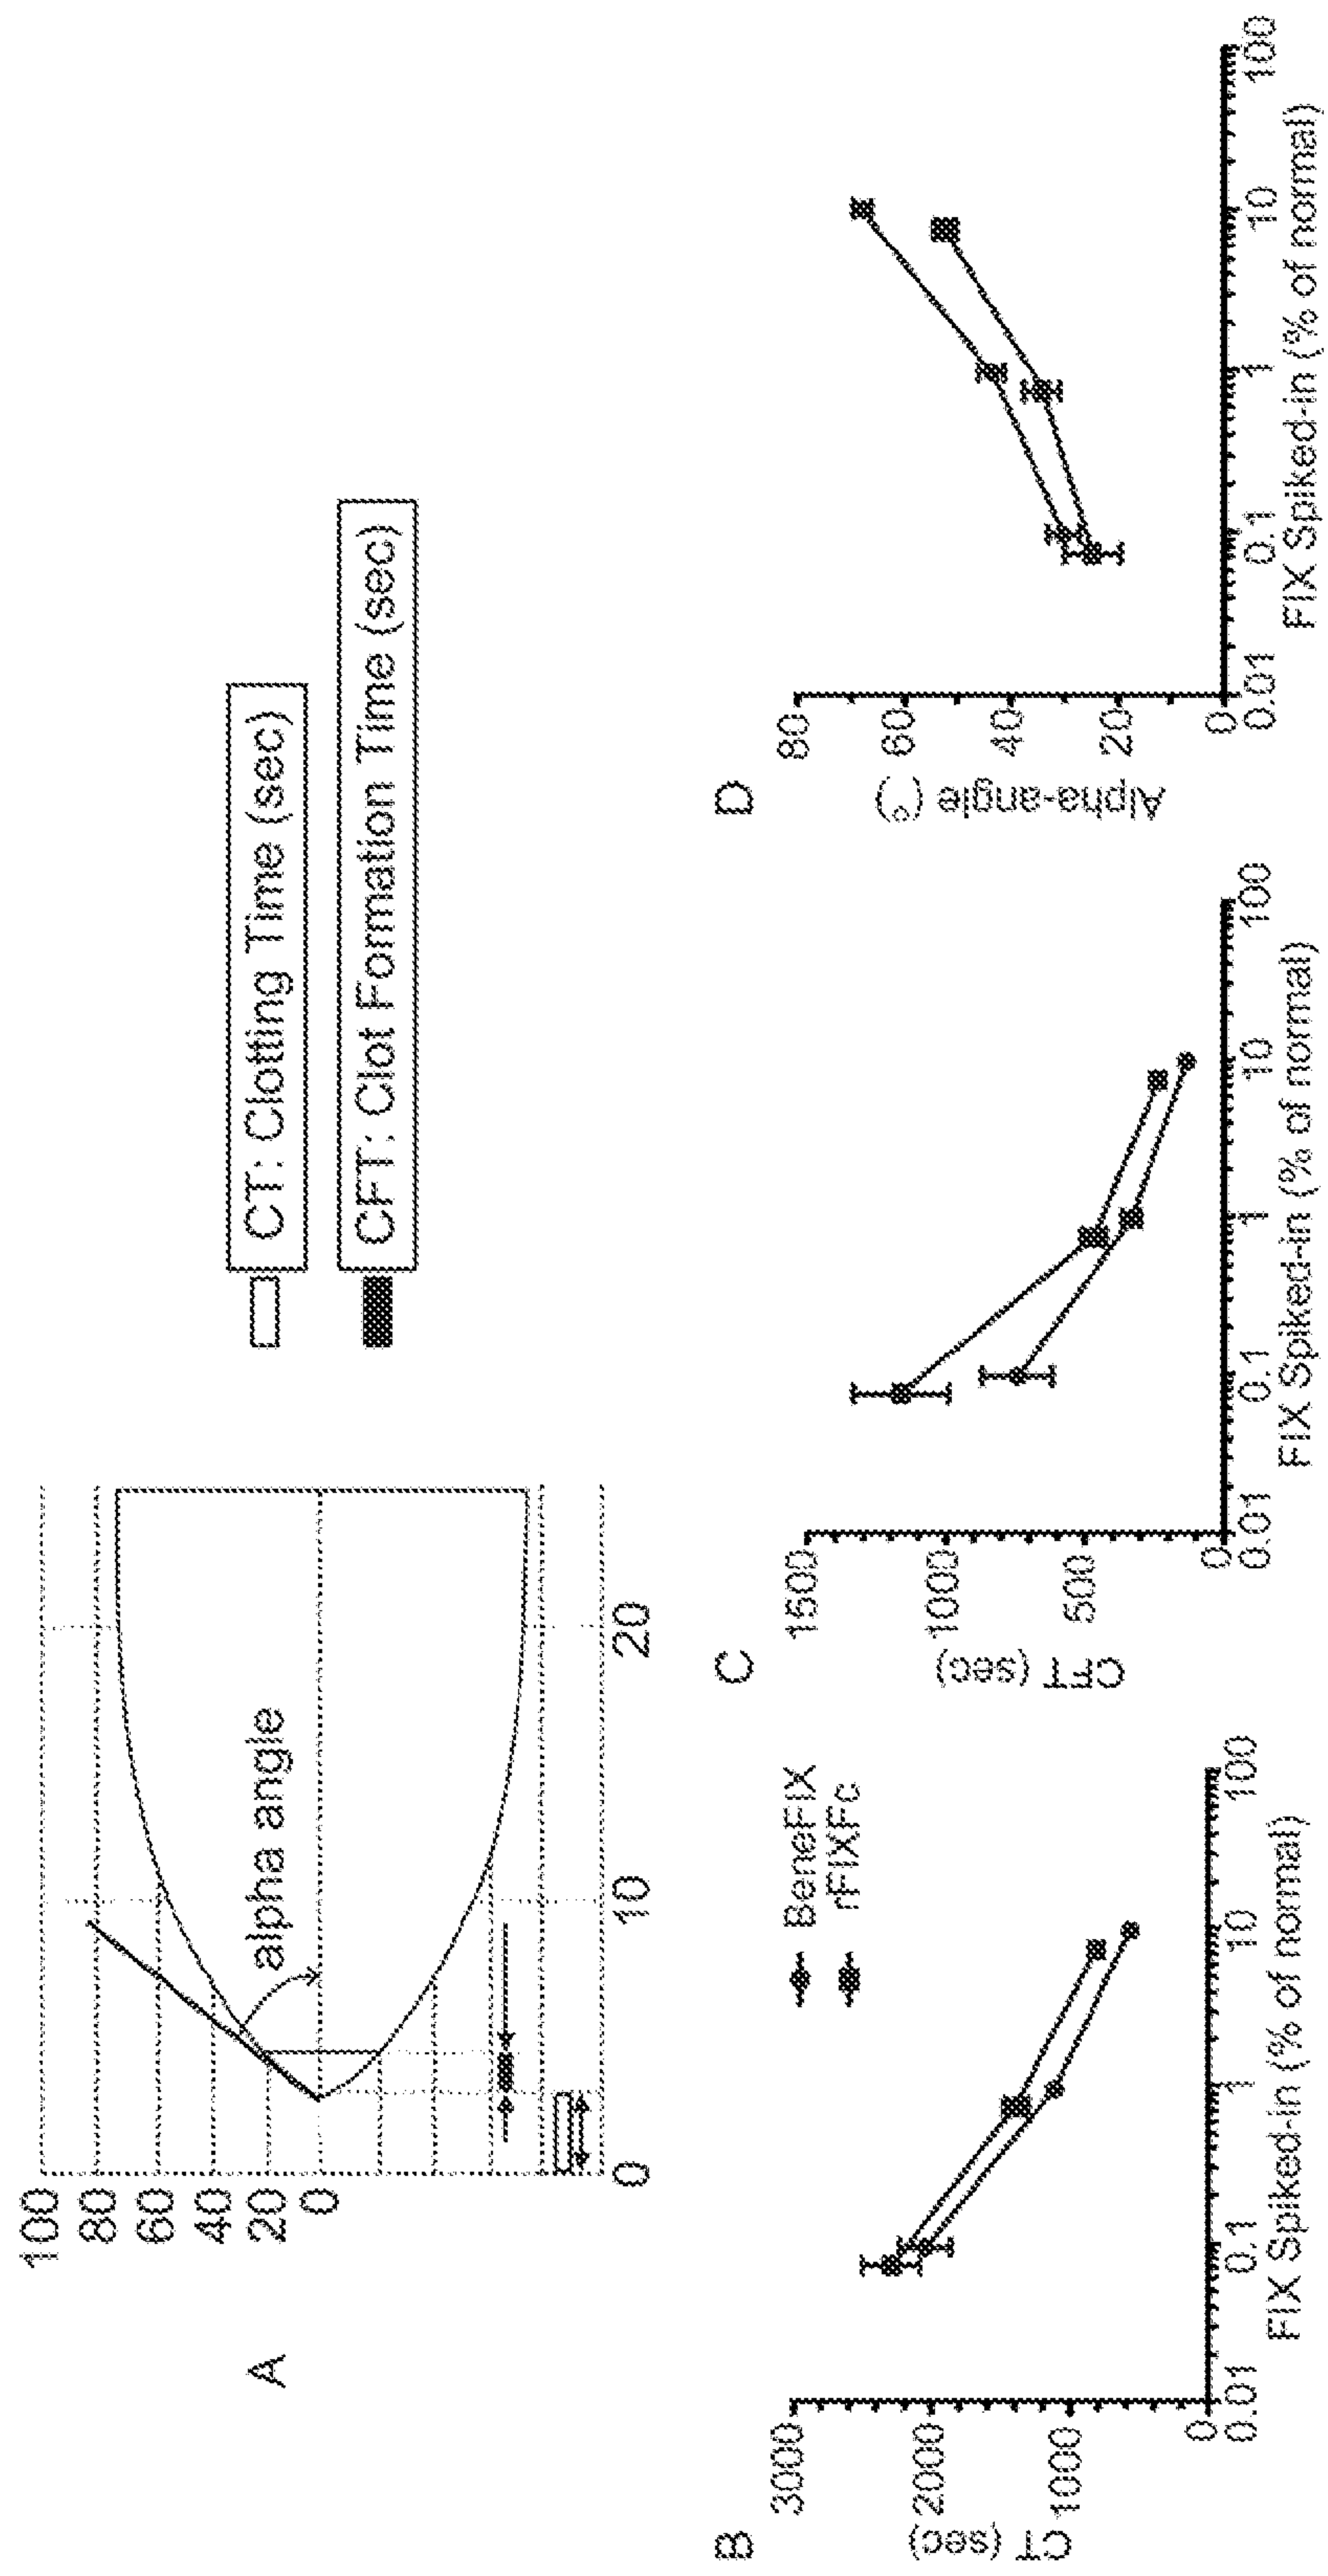 A
100
80
60
40
20
0
0
10
20
alpha angle
CT: Clotting Time (sec)
CFT: Clot Formation Time (sec)
B
CT (sec)
3000
2000
1000
0
0.01
0.1
1
10
100
FIX Spiked-in (% of normal)
BeneFIX
rFIXFc
C
CFT (sec)
1500
1000
500
0
0.01
0.1
1
10
100
FIX Spiked-in (% of normal)
D
Alpha-angle (°)
80
60
40
20
0
0.01
0.1
1
10
100
FIX Spiked-in (% of normal)